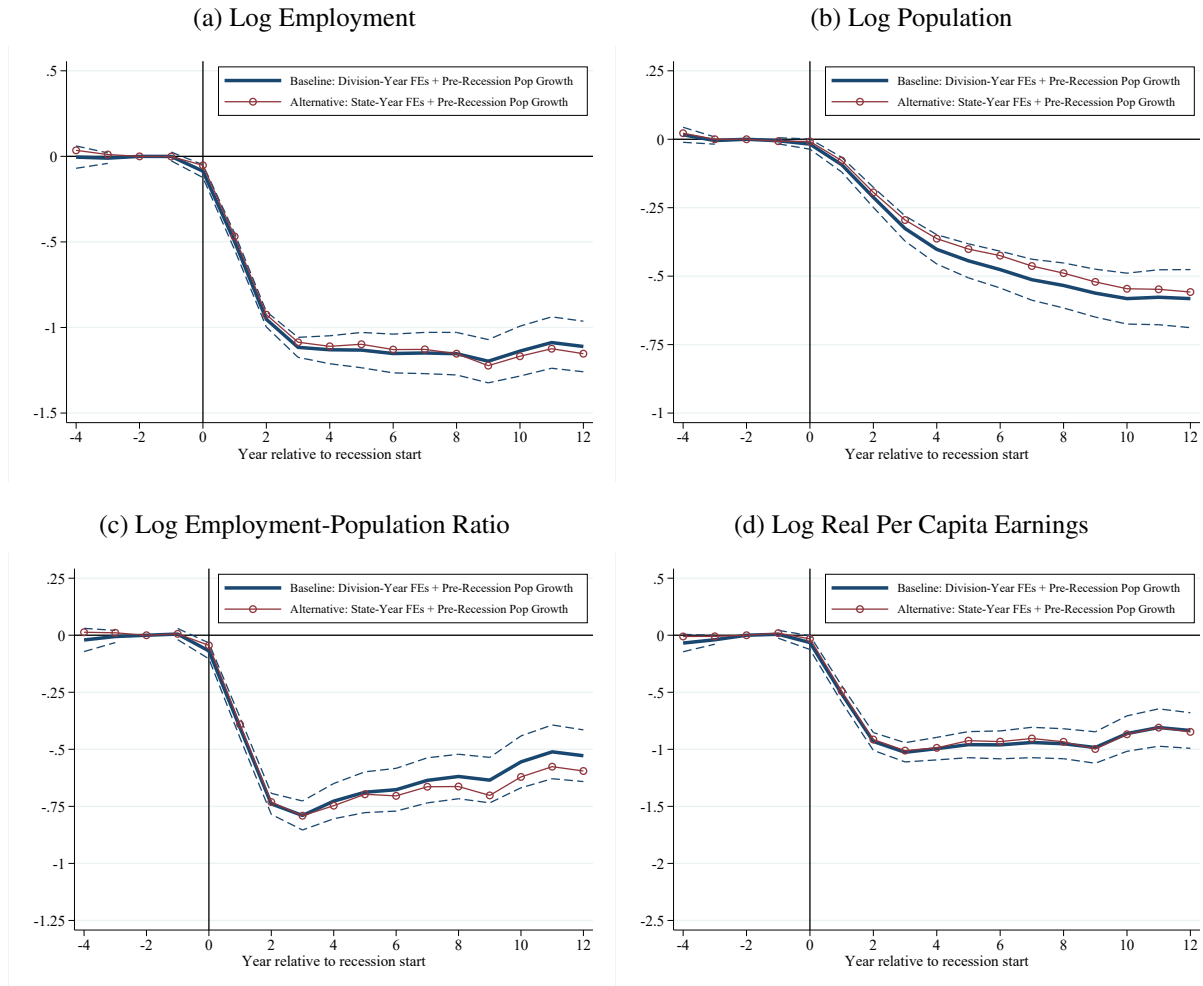 (a) Log Employment
.5
0
-.5
-1
-1.5
Baseline: Division-Year FEs + Pre-Recession Pop Growth
Alternative: State-Year FEs + Pre-Recession Pop Growth
-4 -2 0 2 4 6 8 10 12
Year relative to recession start
(b) Log Population
.25
0
-.25
-.5
-.75
-1
Baseline: Division-Year FEs + Pre-Recession Pop Growth
Alternative: State-Year FEs + Pre-Recession Pop Growth
-4 -2 0 2 4 6 8 10 12
Year relative to recession start
(c) Log Employment-Population Ratio
.25
0
-.25
-.5
-.75
-1
-1.25
Baseline: Division-Year FEs + Pre-Recession Pop Growth
Alternative: State-Year FEs + Pre-Recession Pop Growth
-4 -2 0 2 4 6 8 10 12
Year relative to recession start
(d) Log Real Per Capita Earnings
.5
0
-.5
-1
-1.5
-2
-2.5
Baseline: Division-Year FEs + Pre-Recession Pop Growth
Alternative: State-Year FEs + Pre-Recession Pop Growth
-4 -2 0 2 4 6 8 10 12
Year relative to recession start